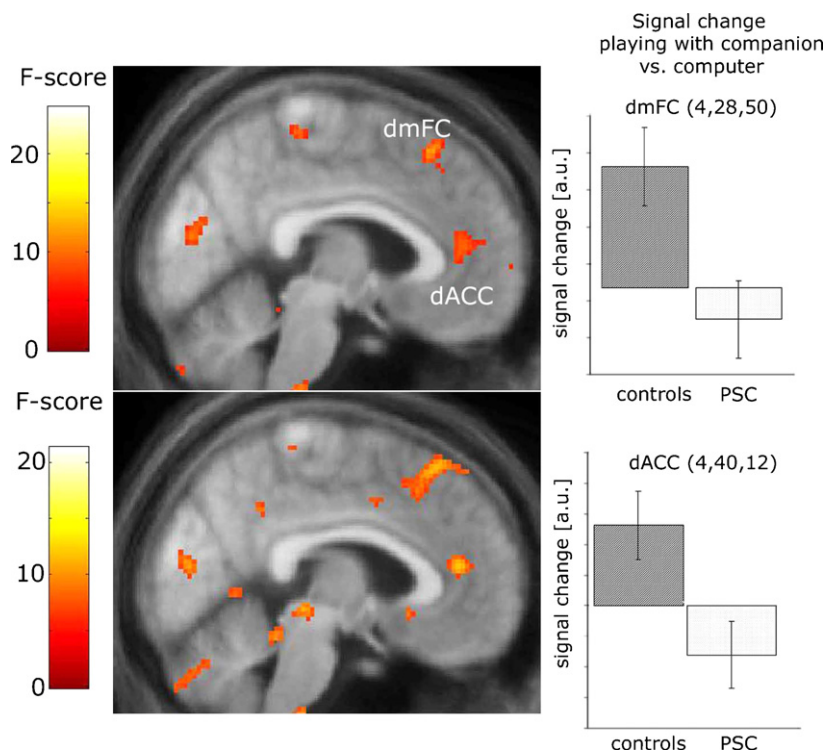 Signal change
playing with companion
vs. computer
F-score
20
10
0
dmFC
dACC
dmFC (4,28,50)
signal change [a.u.]
controls PSC
F-score
20
10
0
dACC (4,40,12)
signal change [a.u.]
controls PSC